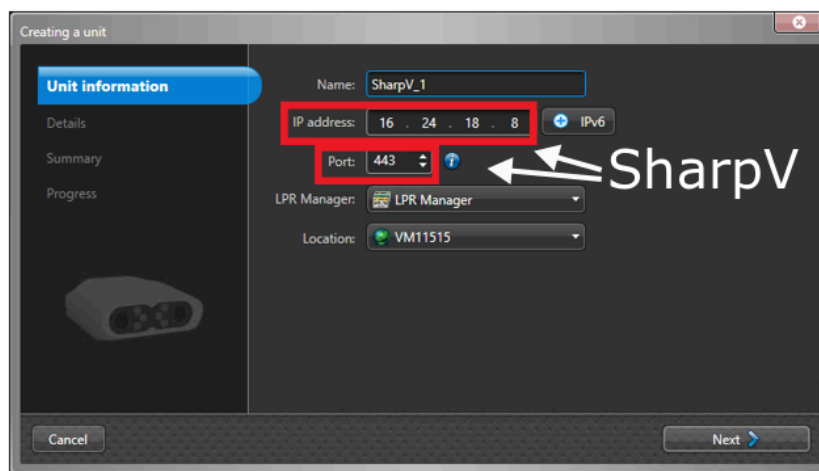 Creating a unit
Unit information
Details
Summary
Progress
Name: SharpV_1
IP address: 16 . 24 . 18 . 8 IPv6
Port: 443
SharpV
LPR Manager: LPR Manager
Location: VM11515
Cancel
Next